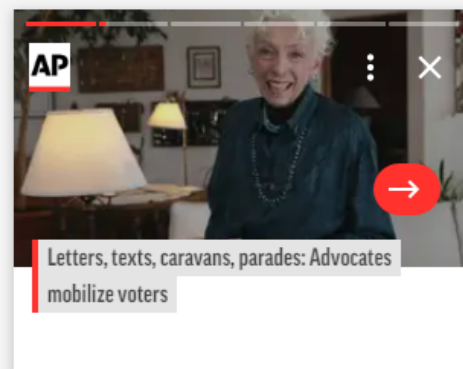 AP
Letters, texts, caravans, parades: Advocates
mobilize voters